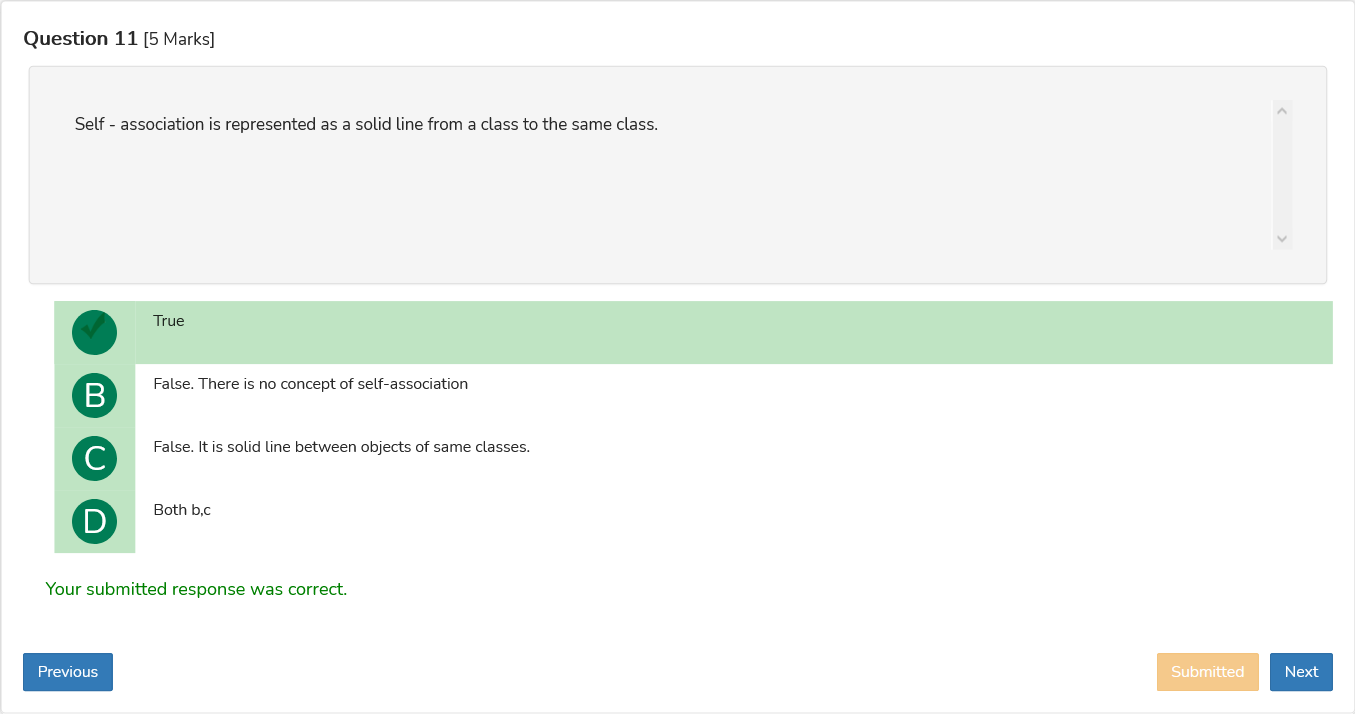 Question 11 [5 Marks]
Self - association is represented as a solid line from a class to the same class.
True
B False. There is no concept of self-association
C False. It is solid line between objects of same classes.
D Both b,c
Your submitted response was correct.
Previous Submitted Next